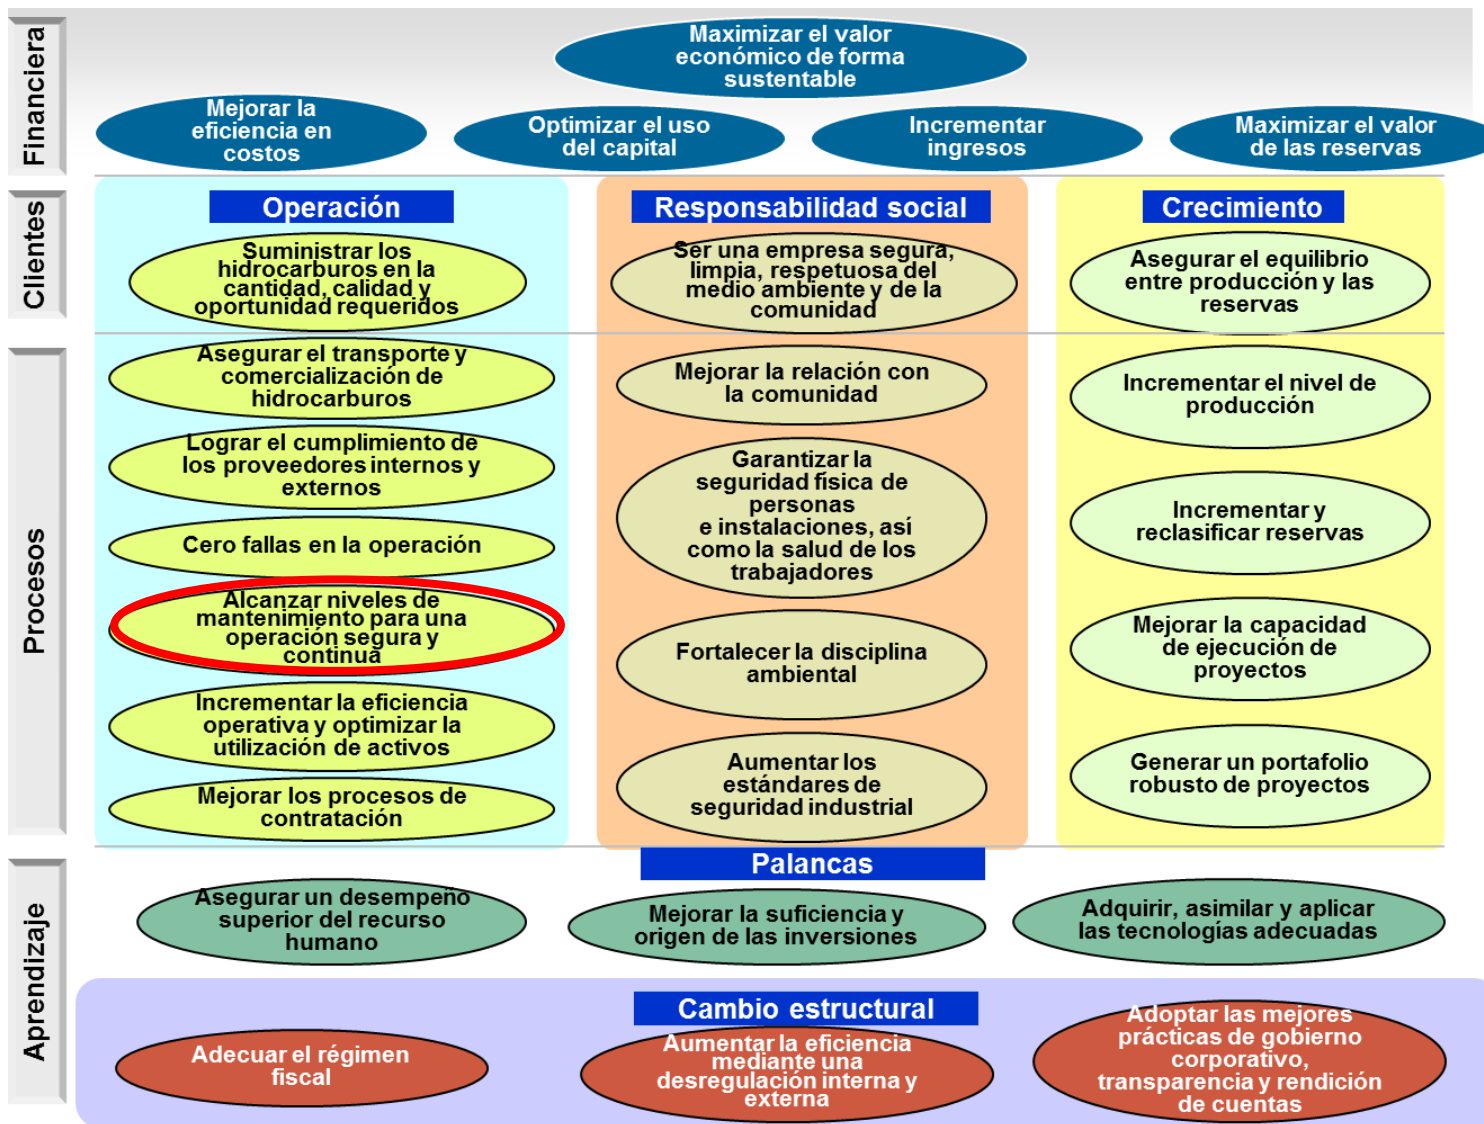 Financiera
Maximizar el valor
económico de forma
sustentable
Mejorar la
eficiencia en
costos
Optimizar el uso
del capital
Incrementar
ingresos
Maximizar el valor
de las reservas
Clientes
Operación
Suministrar los
hidrocarburos en la
cantidad, calidad y
oportunidad requeridos
Responsabilidad social
Ser una empresa segura,
limpia, respetuosa del
medio ambiente y de la
comunidad
Crecimiento
Asegurar el equilibrio
entre producción y las
reservas
Procesos
Asegurar el transporte y
comercialización de
hidrocarburos
Lograr el cumplimiento de
los proveedores internos y
externos
Cero fallas en la operación
Alcanzar niveles de
mantenimiento para una
operación segura y
continua
Incrementar la eficiencia
operativa y optimizar la
utilización de activos
Mejorar los procesos de
contratación
Mejorar la relación con
la comunidad
Garantizar la
seguridad física de
personas
e instalaciones, así
como la salud de los
trabajadores
Fortalecer la disciplina
ambiental
Aumentar los
estándares de
seguridad industrial
Incrementar el nivel de
producción
Incrementar y
reclasificar reservas
Mejorar la capacidad
de ejecución de
proyectos
Generar un portafolio
robusto de proyectos
Aprendizaje
Palancas
Asegurar un desempeño
superior del recurso
humano
Mejorar la suficiencia y
origen de las inversiones
Adquirir, asimilar y aplicar
las tecnologías adecuadas
Cambio estructural
Adecuar el régimen
fiscal
Aumentar la eficiencia
mediante una
desregulación interna y
externa
Adoptar las mejores
prácticas de gobierno
corporativo,
transparencia y rendición
de cuentas